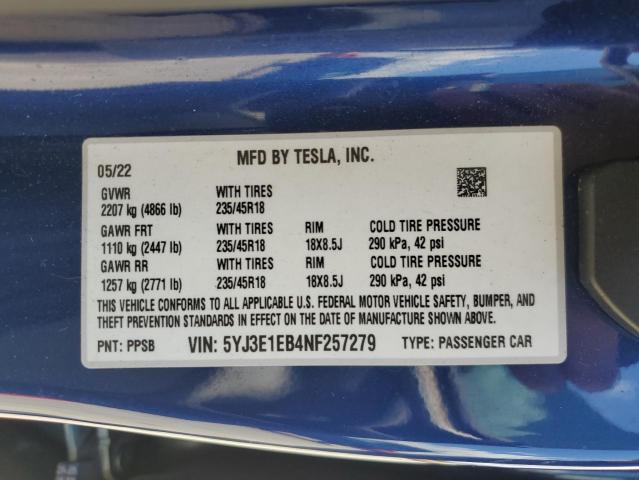 MFD BY TESLA, INC.
05/22
GVWR WITH TIRES
2207 kg (4866 lb) 235/45R18
GAWR FRT WITH TIRES RIM COLD TIRE PRESSURE
1110 kg (2447 lb) 235/45R18 18X8.5J 290 kPa, 42 psi
GAWR RR WITH TIRES RIM COLD TIRE PRESSURE
1257 kg (2771 lb) 235/45R18 18X8.5J 290 kPa, 42 psi
THIS VEHICLE CONFORMS TO ALL APPLICABLE U.S. FEDERAL MOTOR VEHICLE SAFETY, BUMPER, AND
THEFT PREVENTION STANDARDS IN EFFECT ON THE DATE OF MANUFACTURE SHOWN ABOVE.
PNT: PPSB VIN: 5YJ3E1EB4NF257279 TYPE: PASSENGER CAR